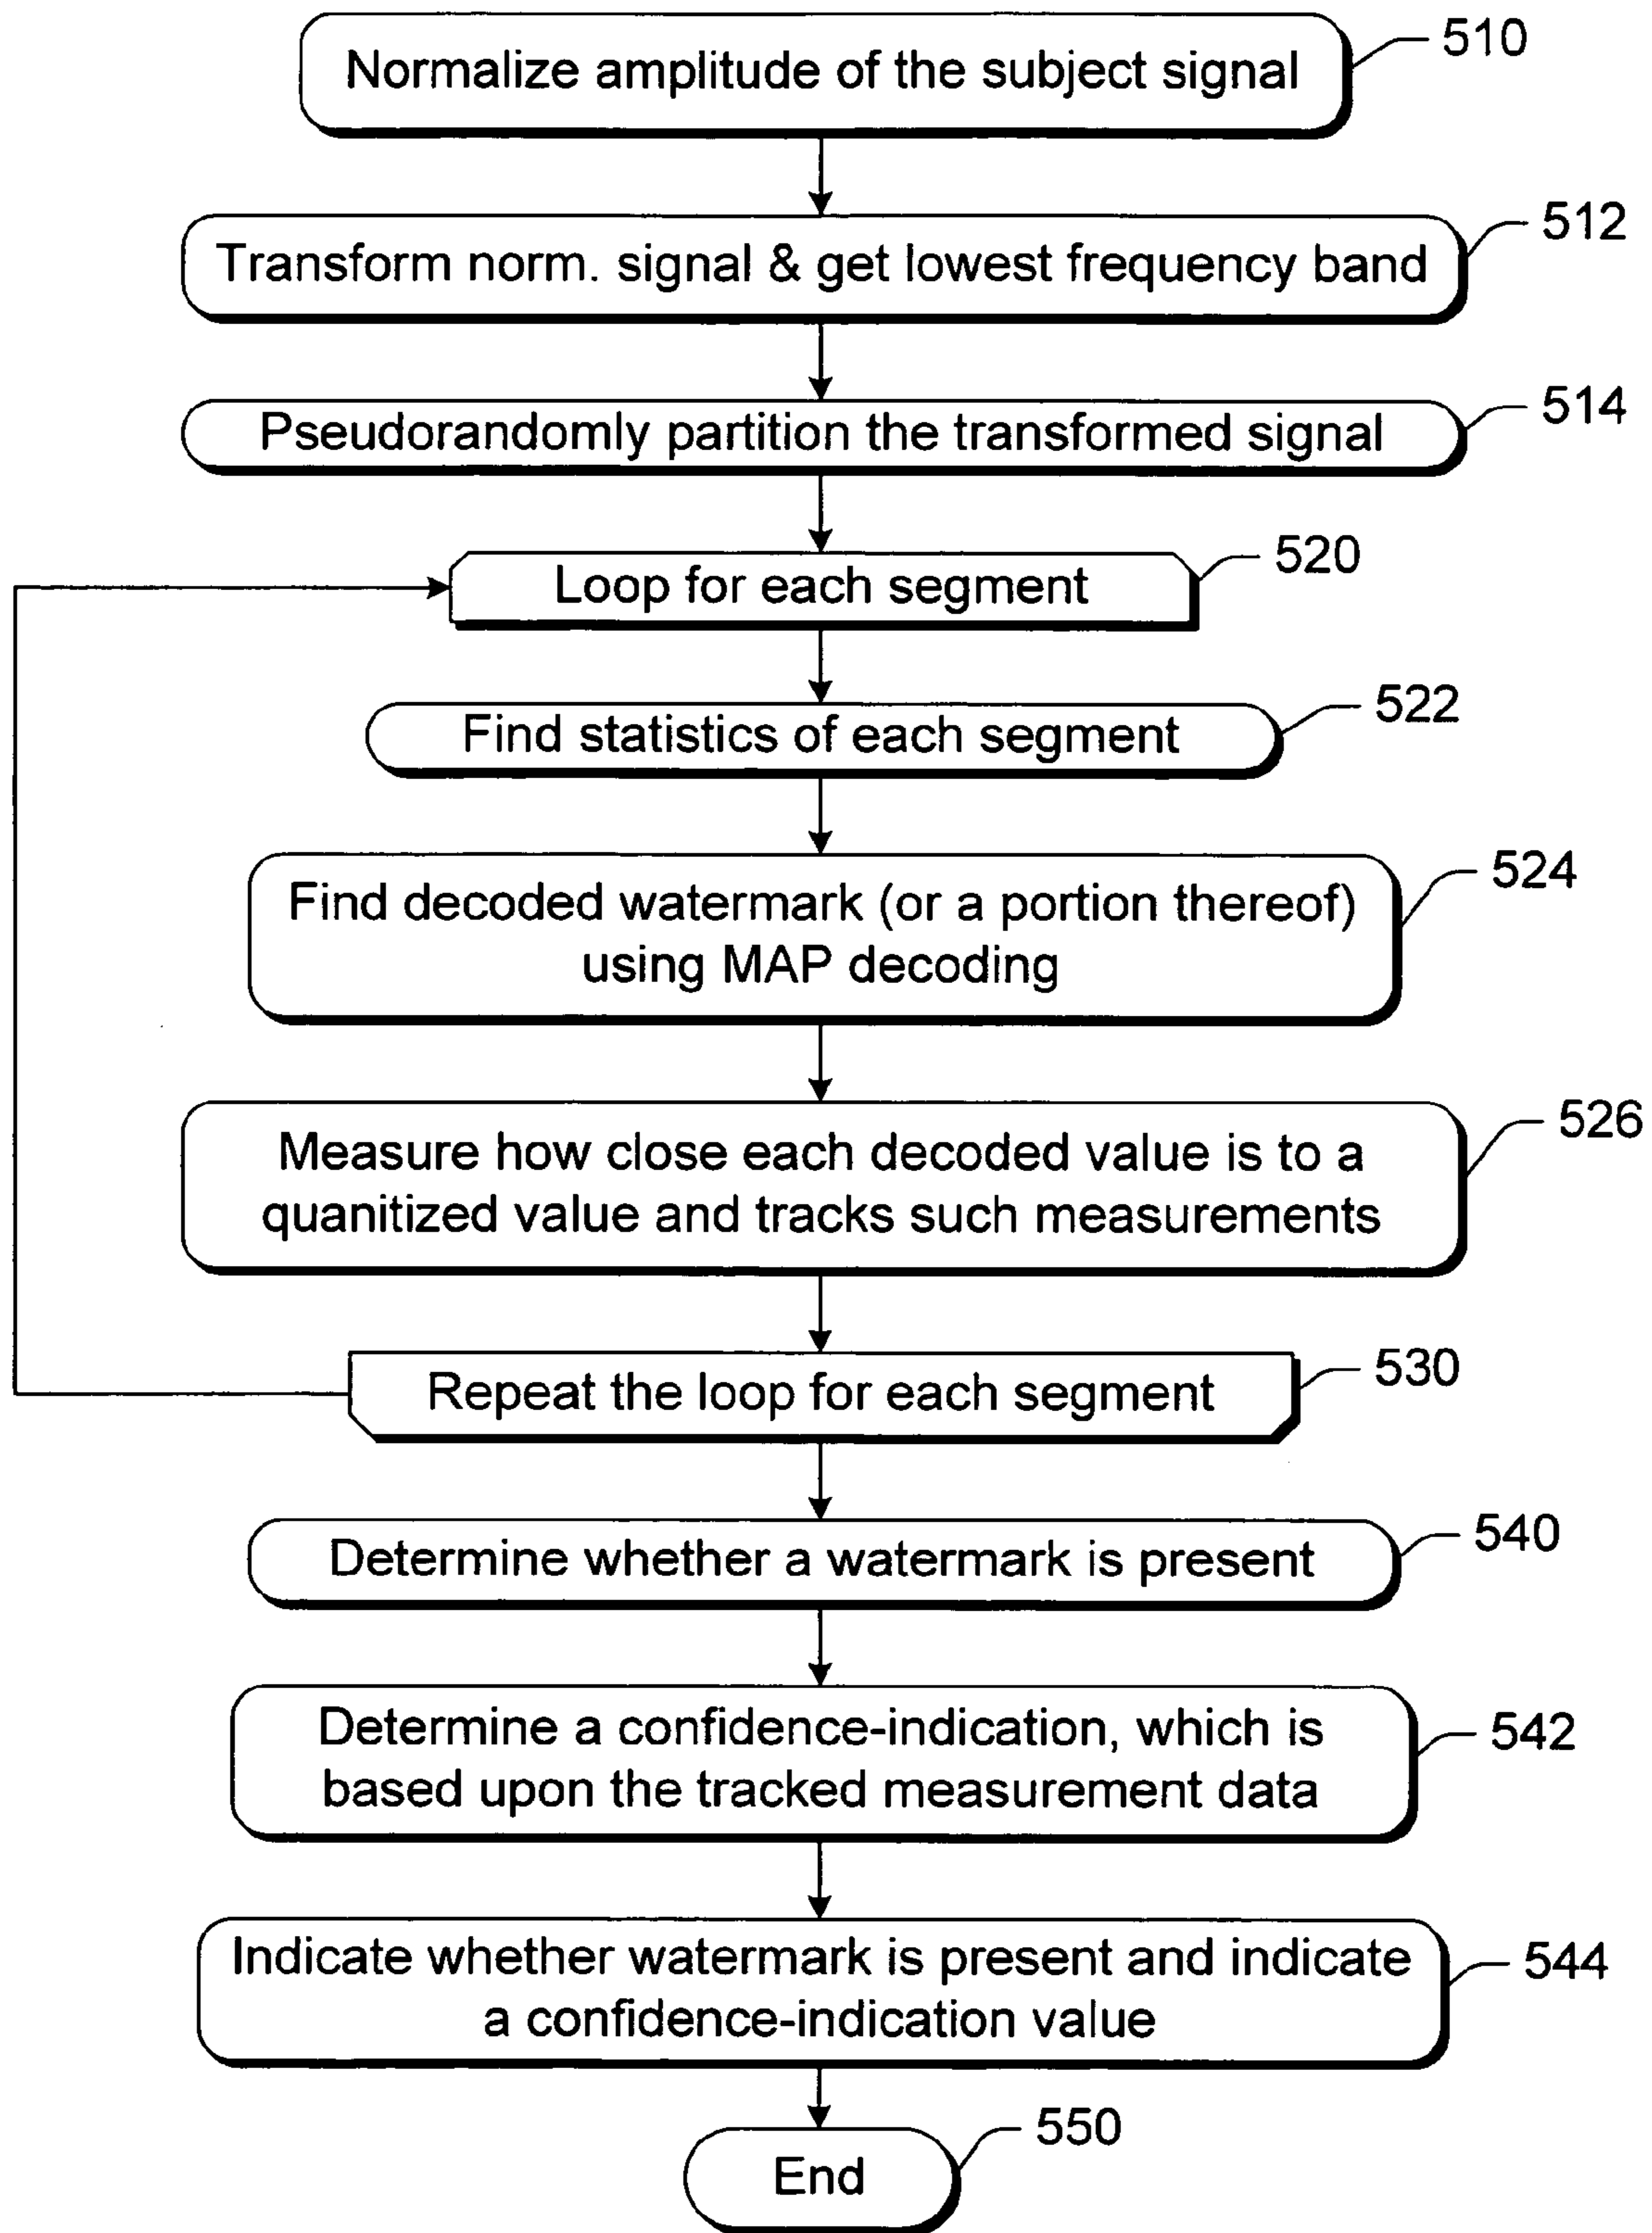 Normalize amplitude of the subject signal
510
Transform norm. signal & get lowest frequency band
512
Pseudorandomly partition the transformed signal
514
Loop for each segment
520
Find statistics of each segment
522
Find decoded watermark (or a portion thereof)
using MAP decoding
524
Measure how close each decoded value is to a
quanitized value and tracks such measurements
526
Repeat the loop for each segment
530
Determine whether a watermark is present
540
Determine a confidence-indication, which is
based upon the tracked measurement data
542
Indicate whether watermark is present and indicate
a confidence-indication value
544
End
550